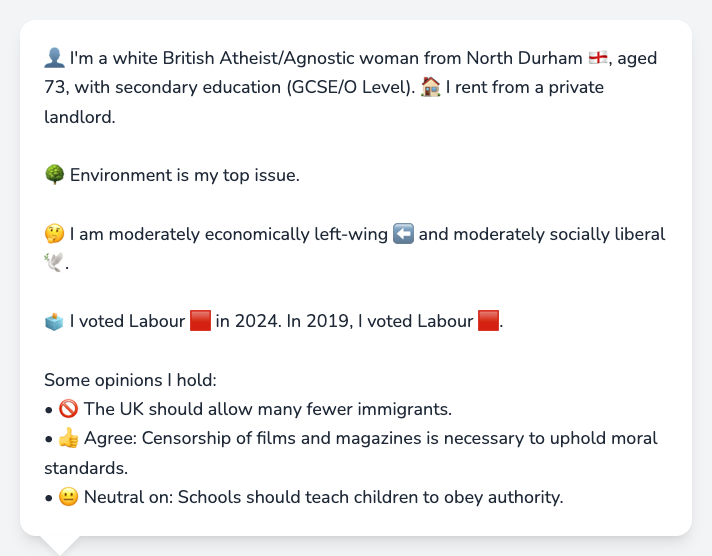 👤 I'm a white British Atheist/Agnostic woman from North Durham 🏴󠁧󠁢󠁥󠁮󠁧󠁿, aged
73, with secondary education (GCSE/O Level). 🏠 I rent from a private
landlord.
🌳 Environment is my top issue.
🤔 I am moderately economically left-wing ⬅️ and moderately socially liberal
🕊️.
🗳️ I voted Labour 🟥 in 2024. In 2019, I voted Labour 🟥.
Some opinions I hold:
• 🚫 The UK should allow many fewer immigrants.
• 👍 Agree: Censorship of films and magazines is necessary to uphold moral
standards.
• 😐 Neutral on: Schools should teach children to obey authority.